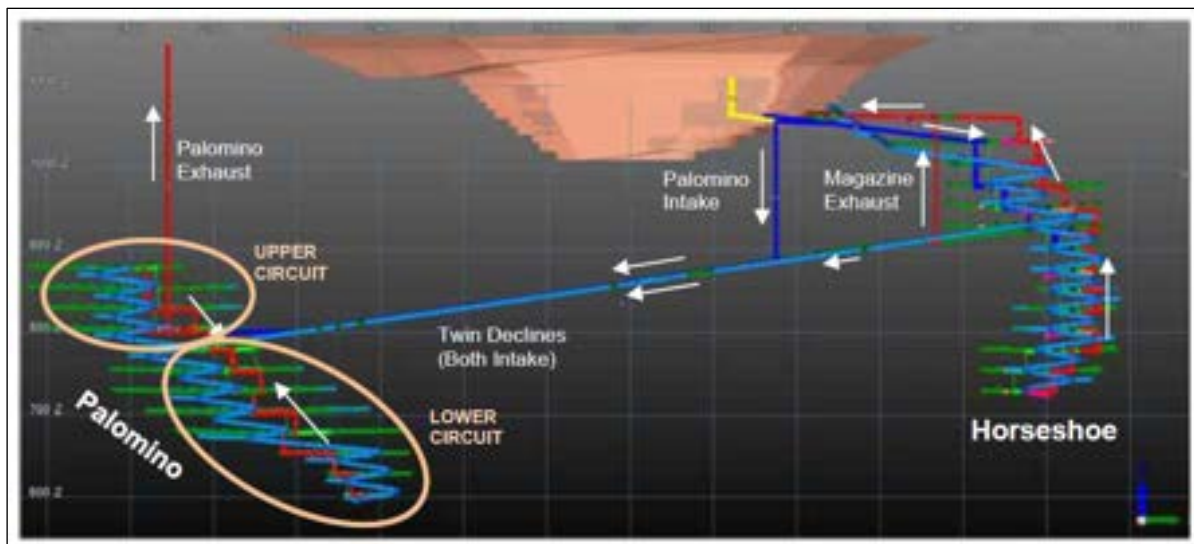 Palomino
Exhaust
UPPER
CIRCUIT
Palomino
Intake
Magazine
Exhaust
Twin Declines
(Both Intake)
Palomino
LOWER
CIRCUIT
Horseshoe